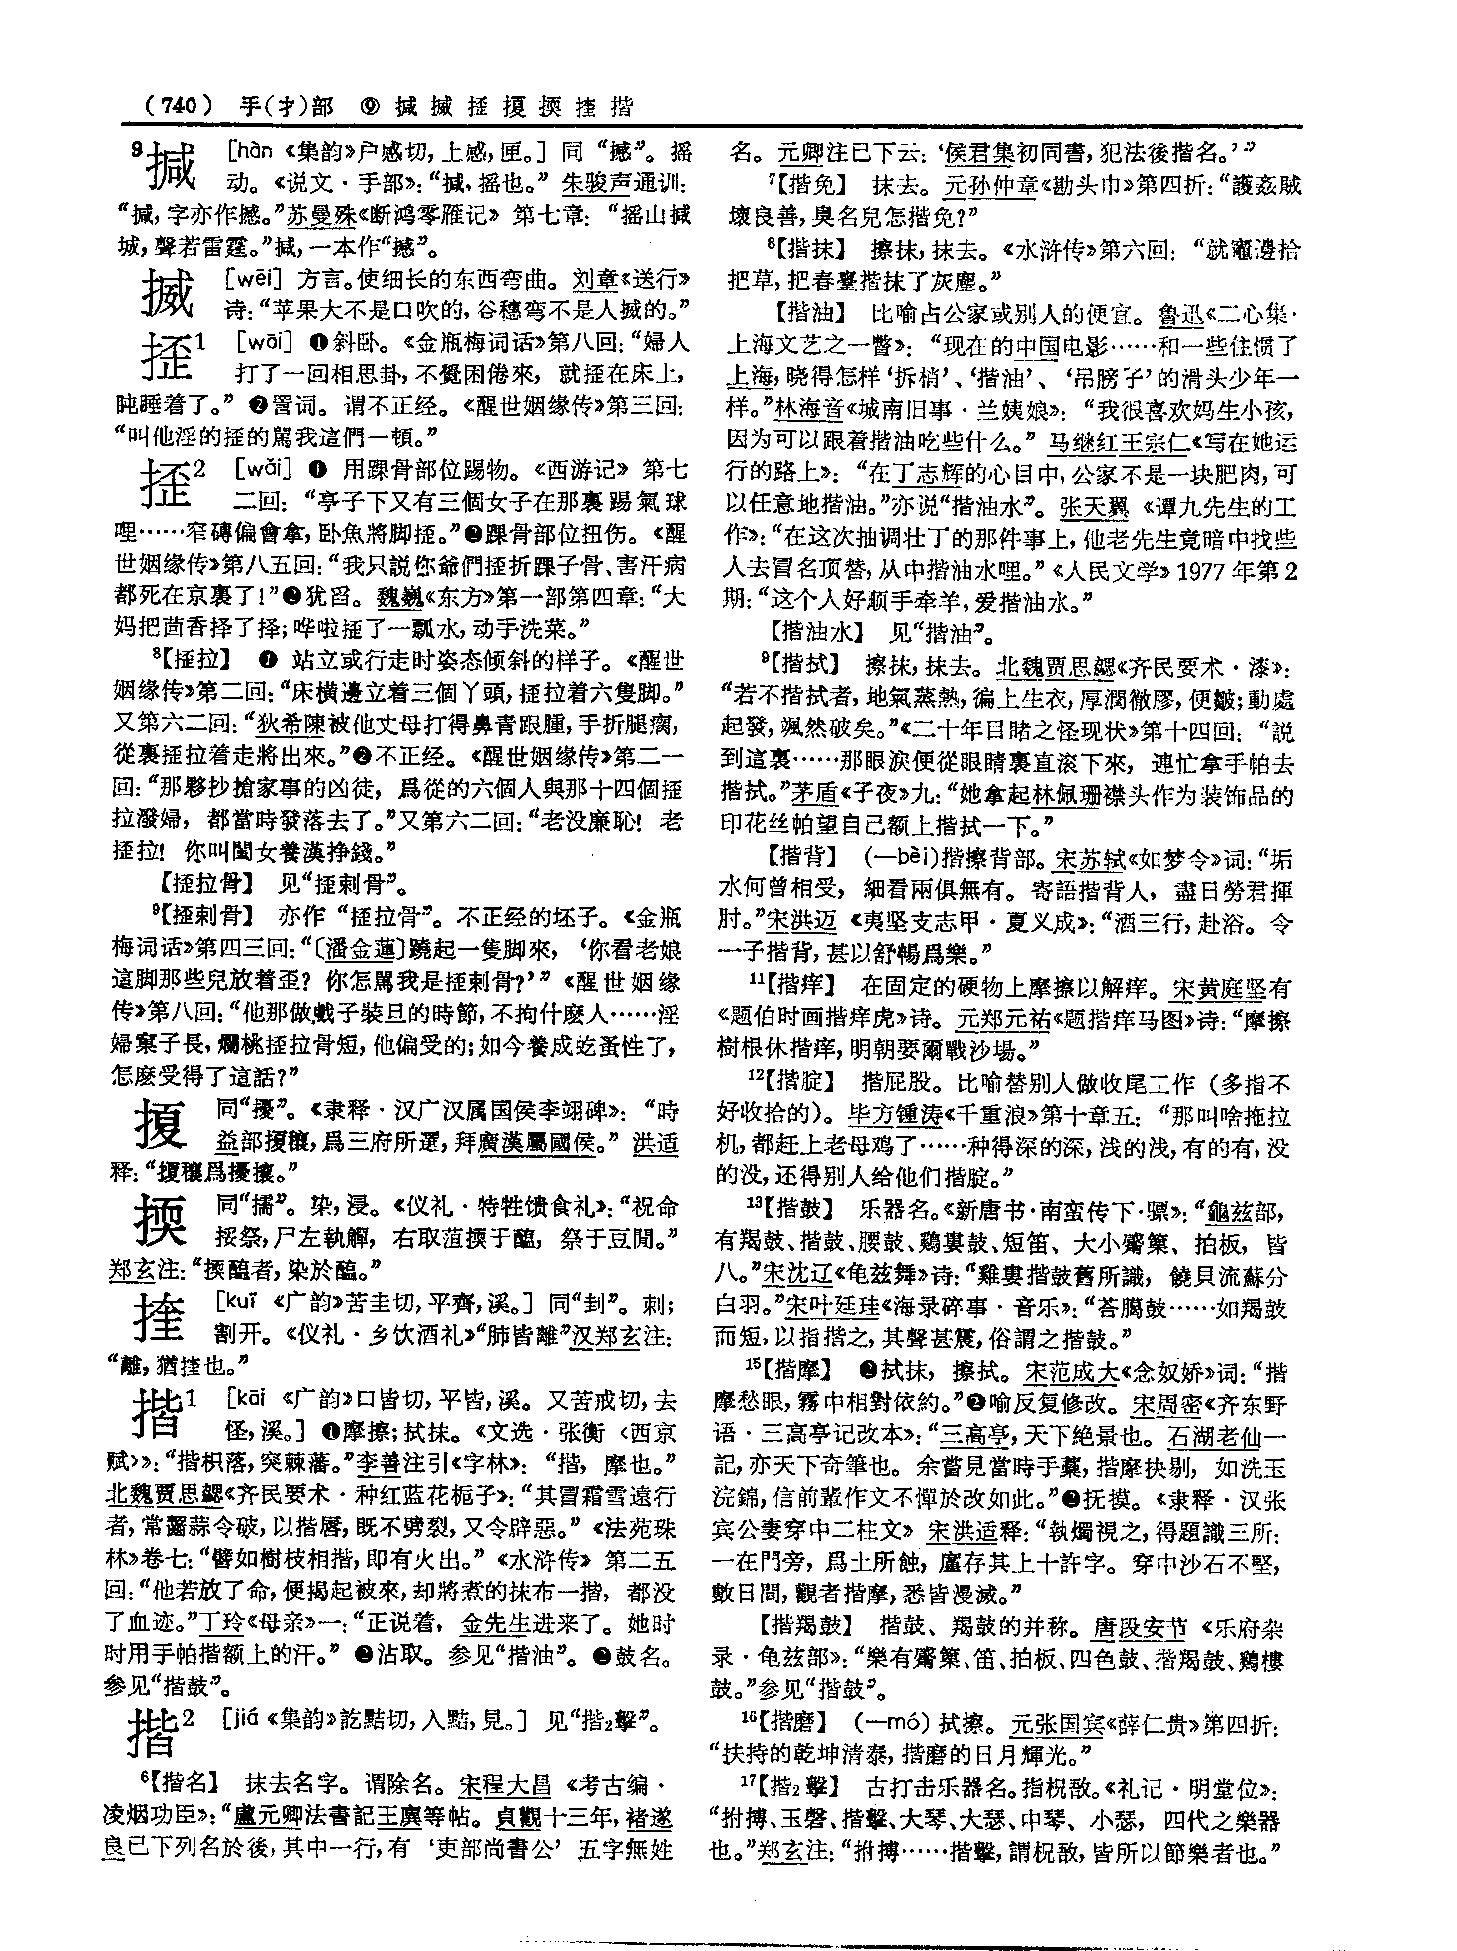 (740) 手(扌)部 ⑨ 揻 搣 㧷 擾 㨎 㨒 揩
⁹揻 [hàn《集韵》户感切,上感,匣。] 同“撼”。摇
动。《说文·手部》:“揻,摇也。” 朱骏声通训:
“揻,字亦作撼。”苏曼殊《断鸿零雁记》第七章:“摇山揻
城,聲若雷霆。”揻,一本作“撼”。
[wēi] 方言。使细长的东西弯曲。刘章《送行》
诗:“苹果大不是口吹的,谷穗弯不是人搣的。”
1 [wāi] ❶斜卧。《金瓶梅词话》第八回:“婦人
打了一回相思卦,不覺困倦來,就㧷在床上,
盹睡着了。” ❷詈词。谓不正经。《醒世姻缘传》第三回:
“叫他淫的㧷的駡我這們一頓。”
2 [wǎi] ❶ 用踝骨部位踢物。《西游记》第七
二回:“亭子下又有三個女子在那裏踢氣球
哩……窄磚偏會拿,卧魚將脚㧷。”❷踝骨部位扭伤。《醒
世姻缘传》第八五回:“我只説你爺們㧷折踝子骨、害汗病
都死在京裏了!”❸犹舀。魏巍《东方》第一部第四章:“大
妈把茴香择了择;哗啦㧷了一瓢水,动手洗菜。”
⁸【㧷拉】 ❶ 站立或行走时姿态倾斜的样子。《醒世
姻缘传》第二回:“床横邊立着三個丫頭,㧷拉着六隻脚。”
又第六二回:“狄希陳被他丈母打得鼻青眼腫,手折腿瘸,
從裏㧷拉着走將出來。”❷不正经。《醒世姻缘传》第二一
回:“那夥抄搶家事的凶徒,爲從的六個人與那十四個㧷
拉潑婦,都當時發落去了。”又第六二回:“老没廉恥!老
㧷拉!你叫閨女養漢挣錢。”
【㧷拉骨】 见“㧷剌骨”。
⁹【㧷剌骨】 亦作“㧷拉骨”。不正经的坯子。《金瓶
梅词话》第四三回:“〔潘金蓮〕蹺起一隻脚來,‘你看老娘
這脚那些兒放着歪?你怎駡我是㧷剌骨?’”《醒世姻缘
传》第八回:“他那做戲子裝旦的時節,不拘什麽人……淫
婦窠子長,爛桃㧷拉骨短,他偏受的;如今養成虼蚤性了,
怎麽受得了這話?”
同“擾”。《隶释·汉广汉属国侯李翊碑》:“時
益部擾攘,爲三府所選,拜廣漢屬國侯。” 洪适
释:“擾穰爲擾攘。”
同“擩”。染,浸。《仪礼·特牲馈食礼》:“祝命
挼祭,尸左執觶,右取菹㨎于醢,祭于豆間。”
郑玄注:“㨎醢者,染於醢。”
[kuī《广韵》苦圭切,平齊,溪。] 同“刲”。刺;
割开。《仪礼·乡饮酒礼》“肺皆離”汉郑玄注:
“離,猶㨒也。”
揩1 [kāi《广韵》口皆切,平皆,溪。又苦戒切,去
怪,溪。] ❶摩擦;拭抹。《文选·张衡〈西京
赋〉》:“揩枳落,突棘藩。”李善注引《字林》:“揩,摩也。”
北魏贾思勰《齐民要术·种红蓝花栀子》:“其冒霜雪遠行
者,常齧蒜令破,以揩脣,既不劈裂,又令辟惡。”《法苑珠
林》卷七:“譬如樹枝相揩,即有火出。”《水浒传》第二五
回:“他若放了命,便揭起被來,却將煮的抹布一揩,都没
了血迹。”丁玲《母亲》一:“正说着,金先生进来了。她时
时用手帕揩额上的汗。” ❷沾取。参见“揩油”。❸鼓名。
参见“揩鼓”。
揩2 [jiá《集韵》訖黠切,入黠,見。] 见“揩₂擊”。
⁶【揩名】 抹去名字。谓除名。宋程大昌《考古编·
凌烟功臣》:“盧元卿法書記王廙等帖。貞觀十三年,褚遂
良已下列名於後,其中一行,有‘吏部尚書公’五字無姓
名。元卿注已下云:‘侯君集初同書,犯法後揩名。’”
⁷【揩免】 抹去。元孙仲章《勘头巾》第四折:“護姦賊
壞良善,臭名兒怎揩免?”
⁸【揩抹】 擦抹,抹去。《水浒传》第六回:“就竈邊拾
把草,把春臺揩抹了灰塵。”
【揩油】 比喻占公家或别人的便宜。鲁迅《二心集·
上海文艺之一瞥》:“现在的中国电影……和一些住惯了
上海,晓得怎样‘拆梢’、‘揩油’、‘吊膀子’的滑头少年一
样。”林海音《城南旧事·兰姨娘》:“我很喜欢妈生小孩,
因为可以跟着揩油吃些什么。” 马继红王宗仁《写在她运
行的路上》:“在丁志辉的心目中,公家不是一块肥肉,可
以任意地揩油。”亦说“揩油水”。张天翼《谭九先生的工
作》:“在这次抽调壮丁的那件事上,他老先生竟暗中找些
人去冒名顶替,从中揩油水哩。”《人民文学》1977年第2
期:“这个人好顺手牵羊,爱揩油水。”
【揩油水】 见“揩油”。
⁹【揩拭】 擦抹,抹去。北魏贾思勰《齐民要术·漆》:
“若不揩拭者,地氣蒸熱,徧上生衣,厚潤徹膠,便皺;動處
起發,颯然破矣。”《二十年目睹之怪现状》第十四回:“説
到這裏……那眼淚便從眼睛裏直滚下來,連忙拿手帕去
揩拭。”茅盾《子夜》九:“她拿起林佩珊襟头作为装饰品的
印花丝帕望自己额上揩拭一下。”
【揩背】 (—bèi)揩擦背部。宋苏轼《如梦令》词:“垢
水何曾相受,細看兩俱無有。寄語揩背人,盡日勞君揮
肘。”宋洪迈《夷坚支志甲·夏义成》:“酒三行,赴浴。令
一子揩背,甚以舒暢爲樂。”
¹¹【揩痒】 在固定的硬物上摩擦以解痒。宋黄庭坚有
《题伯时画揩痒虎》诗。元郑元祐《题揩痒马图》诗:“摩擦
樹根休揩痒,明朝要爾戰沙場。”
¹²【揩腚】 揩屁股。比喻替别人做收尾工作(多指不
好收拾的)。毕方锺涛《千重浪》第十章五:“那叫啥拖拉
机,都赶上老母鸡了……种得深的深,浅的浅,有的有,没
的没,还得别人给他们揩腚。”
¹³【揩鼓】 乐器名。《新唐书·南蛮传下·骠》:“龜兹部,
有羯鼓、揩鼓、腰鼓、鷄婁鼓、短笛、大小觱篥、拍板,皆
八。”宋沈辽《龟兹舞》诗:“雞婁揩鼓舊所識,饒貝流蘇分
白羽。”宋叶廷珪《海录碎事·音乐》:“荅臈鼓……如羯鼓
而短,以指揩之,其聲甚震,俗謂之揩鼓。”
¹⁵【揩摩】 ❶拭抹,擦拭。宋范成大《念奴娇》词:“揩
摩愁眼,霧中相對依約。”❷喻反复修改。宋周密《齐东野
语·三高亭记改本》:“三高亭,天下絶景也。石湖老仙一
記,亦天下奇筆也。余嘗見當時手藁,揩摩抉剔,如洗玉
浣錦,信前輩作文不憚於改如此。”❸抚摸。《隶释·汉张
宾公妻穿中二柱文》宋洪适释:“執燭視之,得題識三所:
一在門旁,爲土所蝕,廑存其上十許字。穿中沙石不堅,
數日間,觀者揩摩,悉皆漫滅。”
【揩羯鼓】 揩鼓、羯鼓的并称。唐段安节《乐府杂
录·龟兹部》:“樂有觱篥、笛、拍板、四色鼓、揩羯鼓、鷄樓
鼓。”参见“揩鼓”。
¹⁶【揩磨】 (—mó)拭擦。元张国宾《薛仁贵》第四折:
“扶持的乾坤清泰,揩磨的日月輝光。”
¹⁷【揩₂擊】 古打击乐器名。指柷敔。《礼记·明堂位》:
“拊搏、玉磬、揩擊、大琴、大瑟、中琴、小瑟,四代之樂器
也。”郑玄注:“拊搏……揩擊,謂柷敔,皆所以節樂者也。”